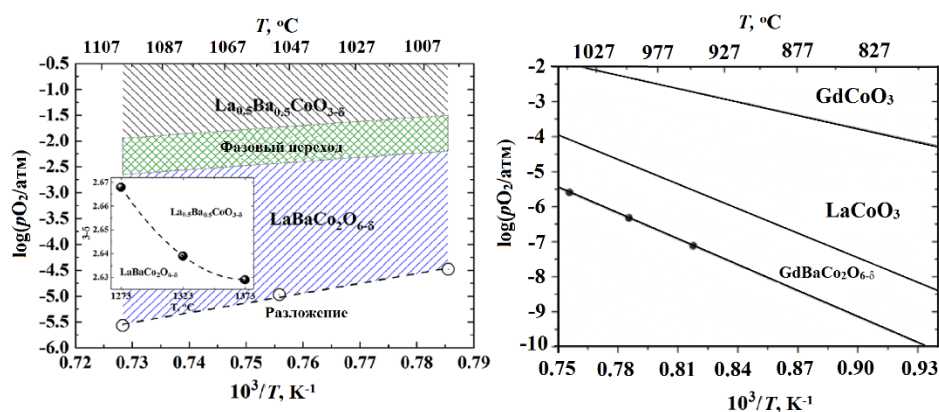 T, °C
1107 1087 1067 1047 1027 1007
-0.5
-1.0
-1.5
-2.0
-2.5
-3.0
-3.5
-4.0
-4.5
-5.0
-5.5
-6.0
log(pO₂/атм)
La₀.₅Ba₀.₅CoO₃₋δ
Фазовый переход
LaBaCo₂O₆₋δ
Разложение
2.67
2.66
2.64
2.63
3-δ
La₀.₅Ba₀.₅CoO₃₋δ
LaBaCo₂O₆₋δ
1273 1323 1373
T, °C
0.72 0.73 0.74 0.75 0.76 0.77 0.78 0.79
10³/T, K⁻¹
T, °C
1027 977 927 877 827
-2
-4
-5
-6
-7
-8
-10
log(pO₂/атм)
GdCoO₃
LaCoO₃
GdBaCo₂O₆₋δ
0.75 0.78 0.81 0.84 0.87 0.90 0.93
10³/T, K⁻¹